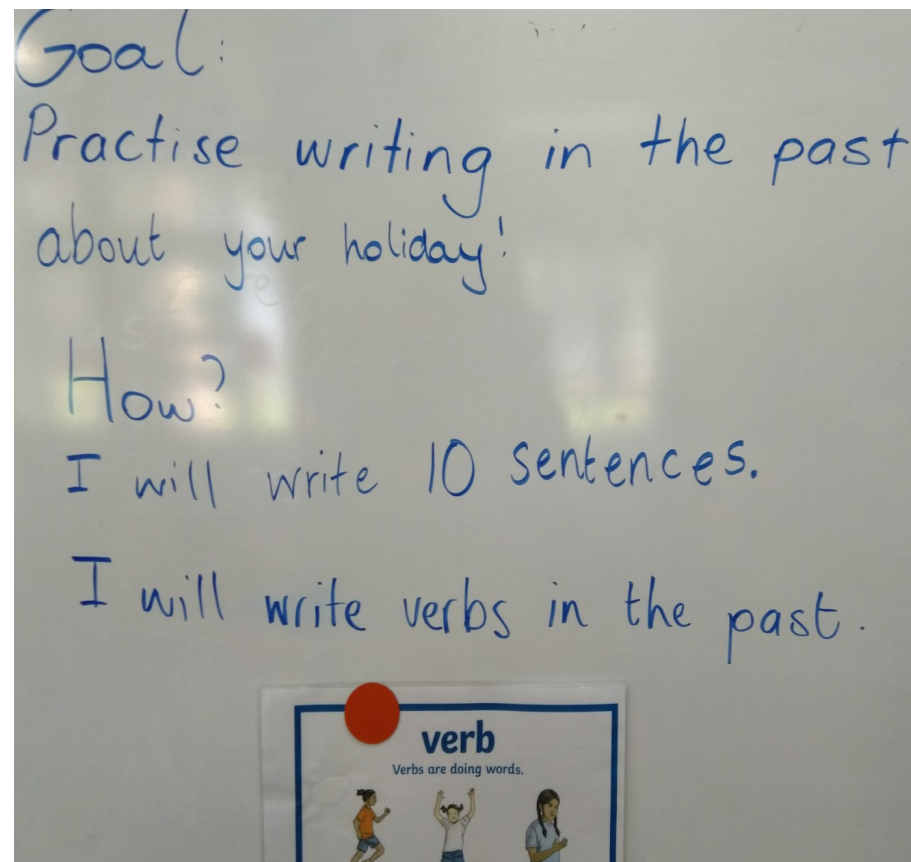 Goal:
Practise writing in the past
about your holiday!
How?
I will write 10 sentences.
I will write verbs in the past.
verb
Verbs are doing words.